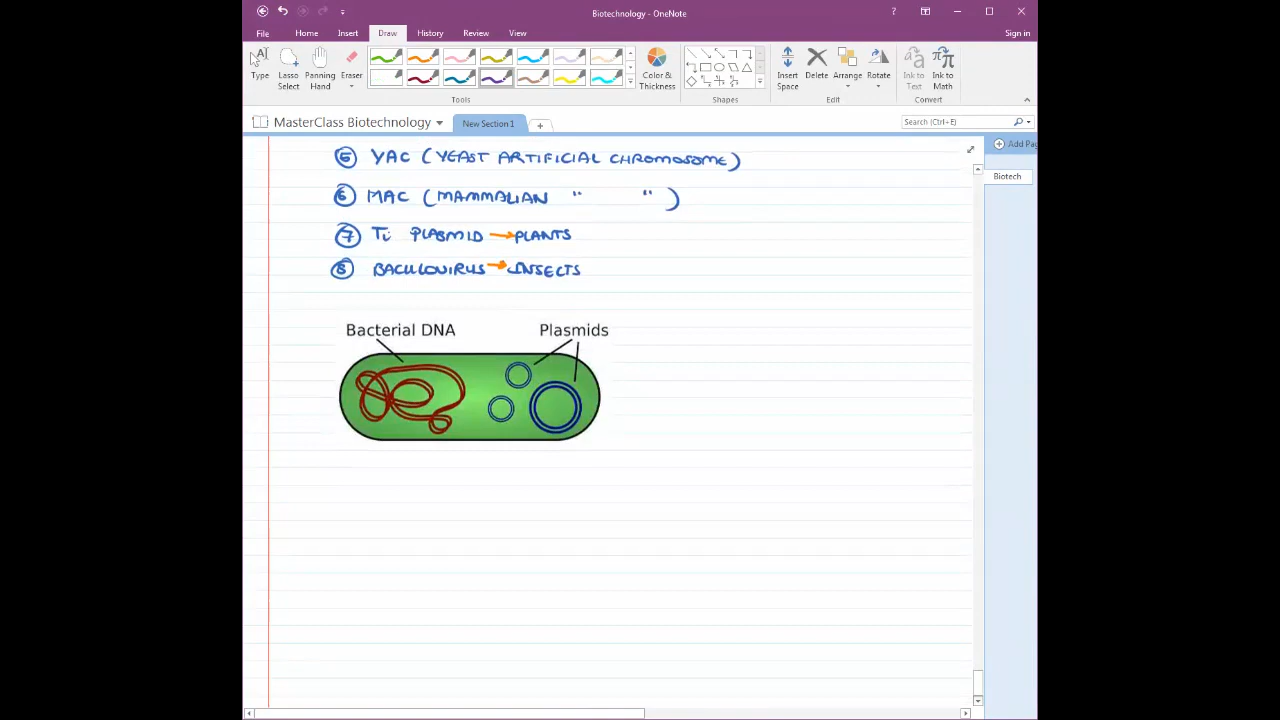 Biotechnology - OneNote
?
File Home Insert Draw History Review View
Sign in
Type
Lasso Select
Panning Hand
Eraser
Color & Thickness
Insert Space
Delete
Arrange
Rotate
Ink to Text
Ink to Math
Tools
Shapes
Edit
Convert
MasterClass Biotechnology
New Section 1
Search (Ctrl+E)
Add Pag
Biotech
5 YAC (YEAST ARTIFICIAL CHROMOSOME)
6 MAC (MAMMALIAN " " )
7 Ti PLASMID → PLANTS
8 BACULOVIRUS → INSECTS
Bacterial DNA Plasmids